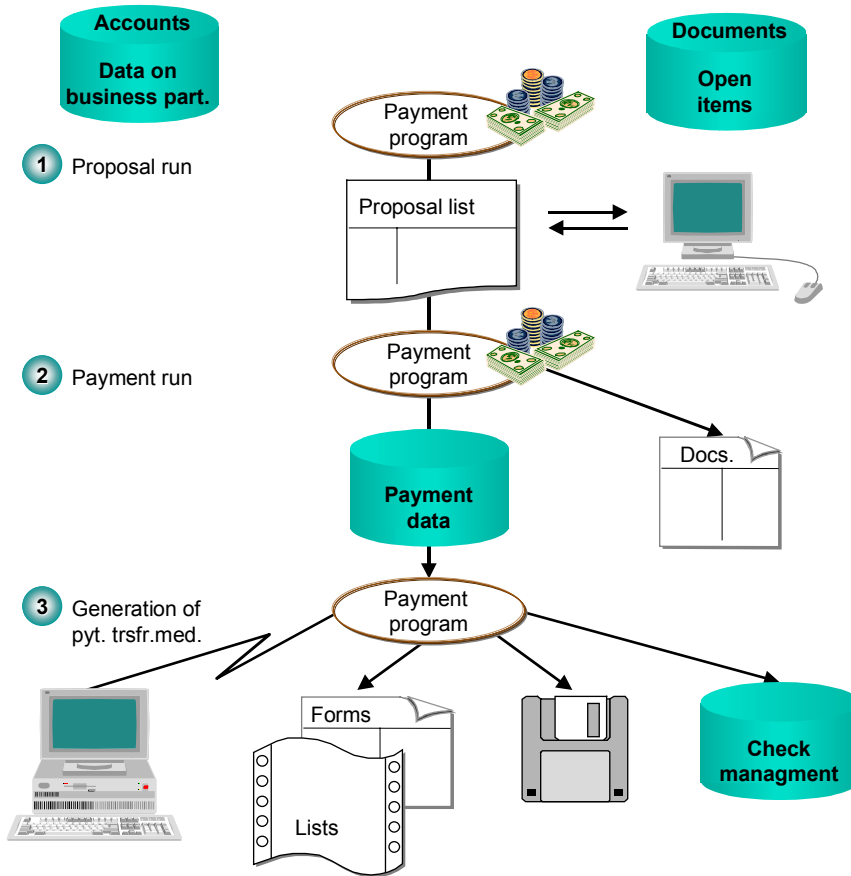 Accounts
Data on
business part.
Documents
Open
items
Payment
program
1 Proposal run
Proposal list
2 Payment run
Payment
program
Docs.
Payment
data
3 Generation of
pyt. trsfr.med.
Payment
program
Forms
Lists
Check
managment